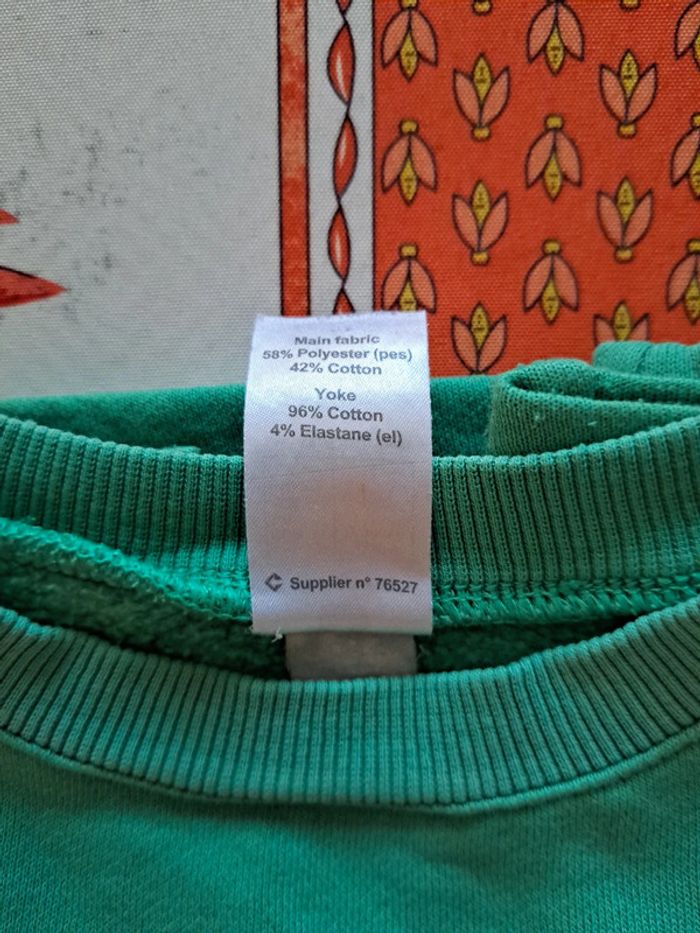 Main fabric
58% Polyester (pes)
42% Cotton
Yoke
96% Cotton
4% Elastane (el)
Supplier n° 76527